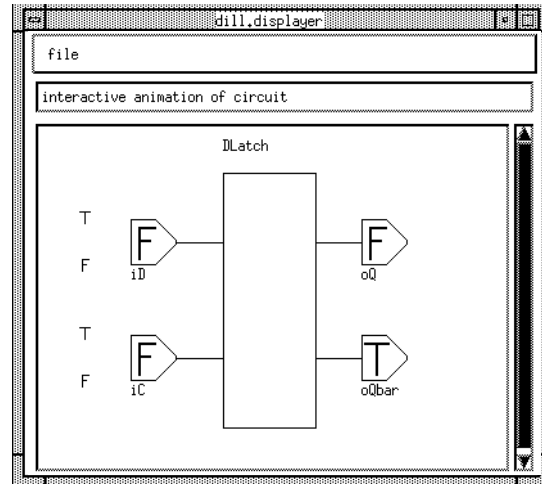 dill.displayer
file
interactive animation of circuit
DLatch
T
F
F
F
iD
oQ
T
F
F
T
iC
oQbar